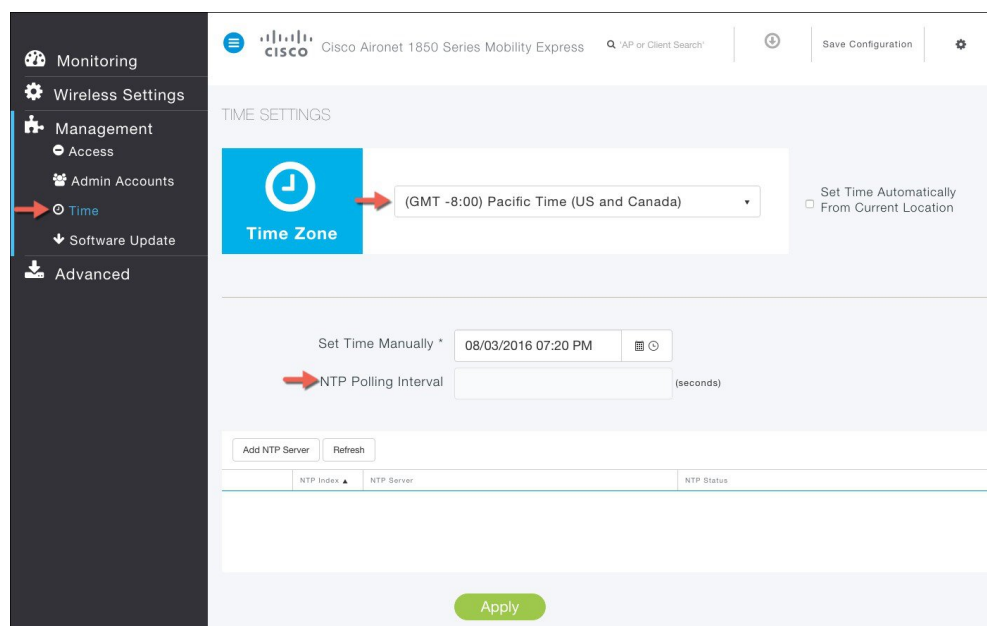 Monitoring
Wireless Settings
Management
Access
Admin Accounts
Time
Software Update
Advanced
CISCO Cisco Aironet 1850 Series Mobility Express 'AP or Client Search' Save Configuration
TIME SETTINGS
Time Zone
(GMT -8:00) Pacific Time (US and Canada)
Set Time Automatically
From Current Location
Set Time Manually * 08/03/2016 07:20 PM
NTP Polling Interval (seconds)
Add NTP Server Refresh
NTP Index NTP Server NTP Status
Apply